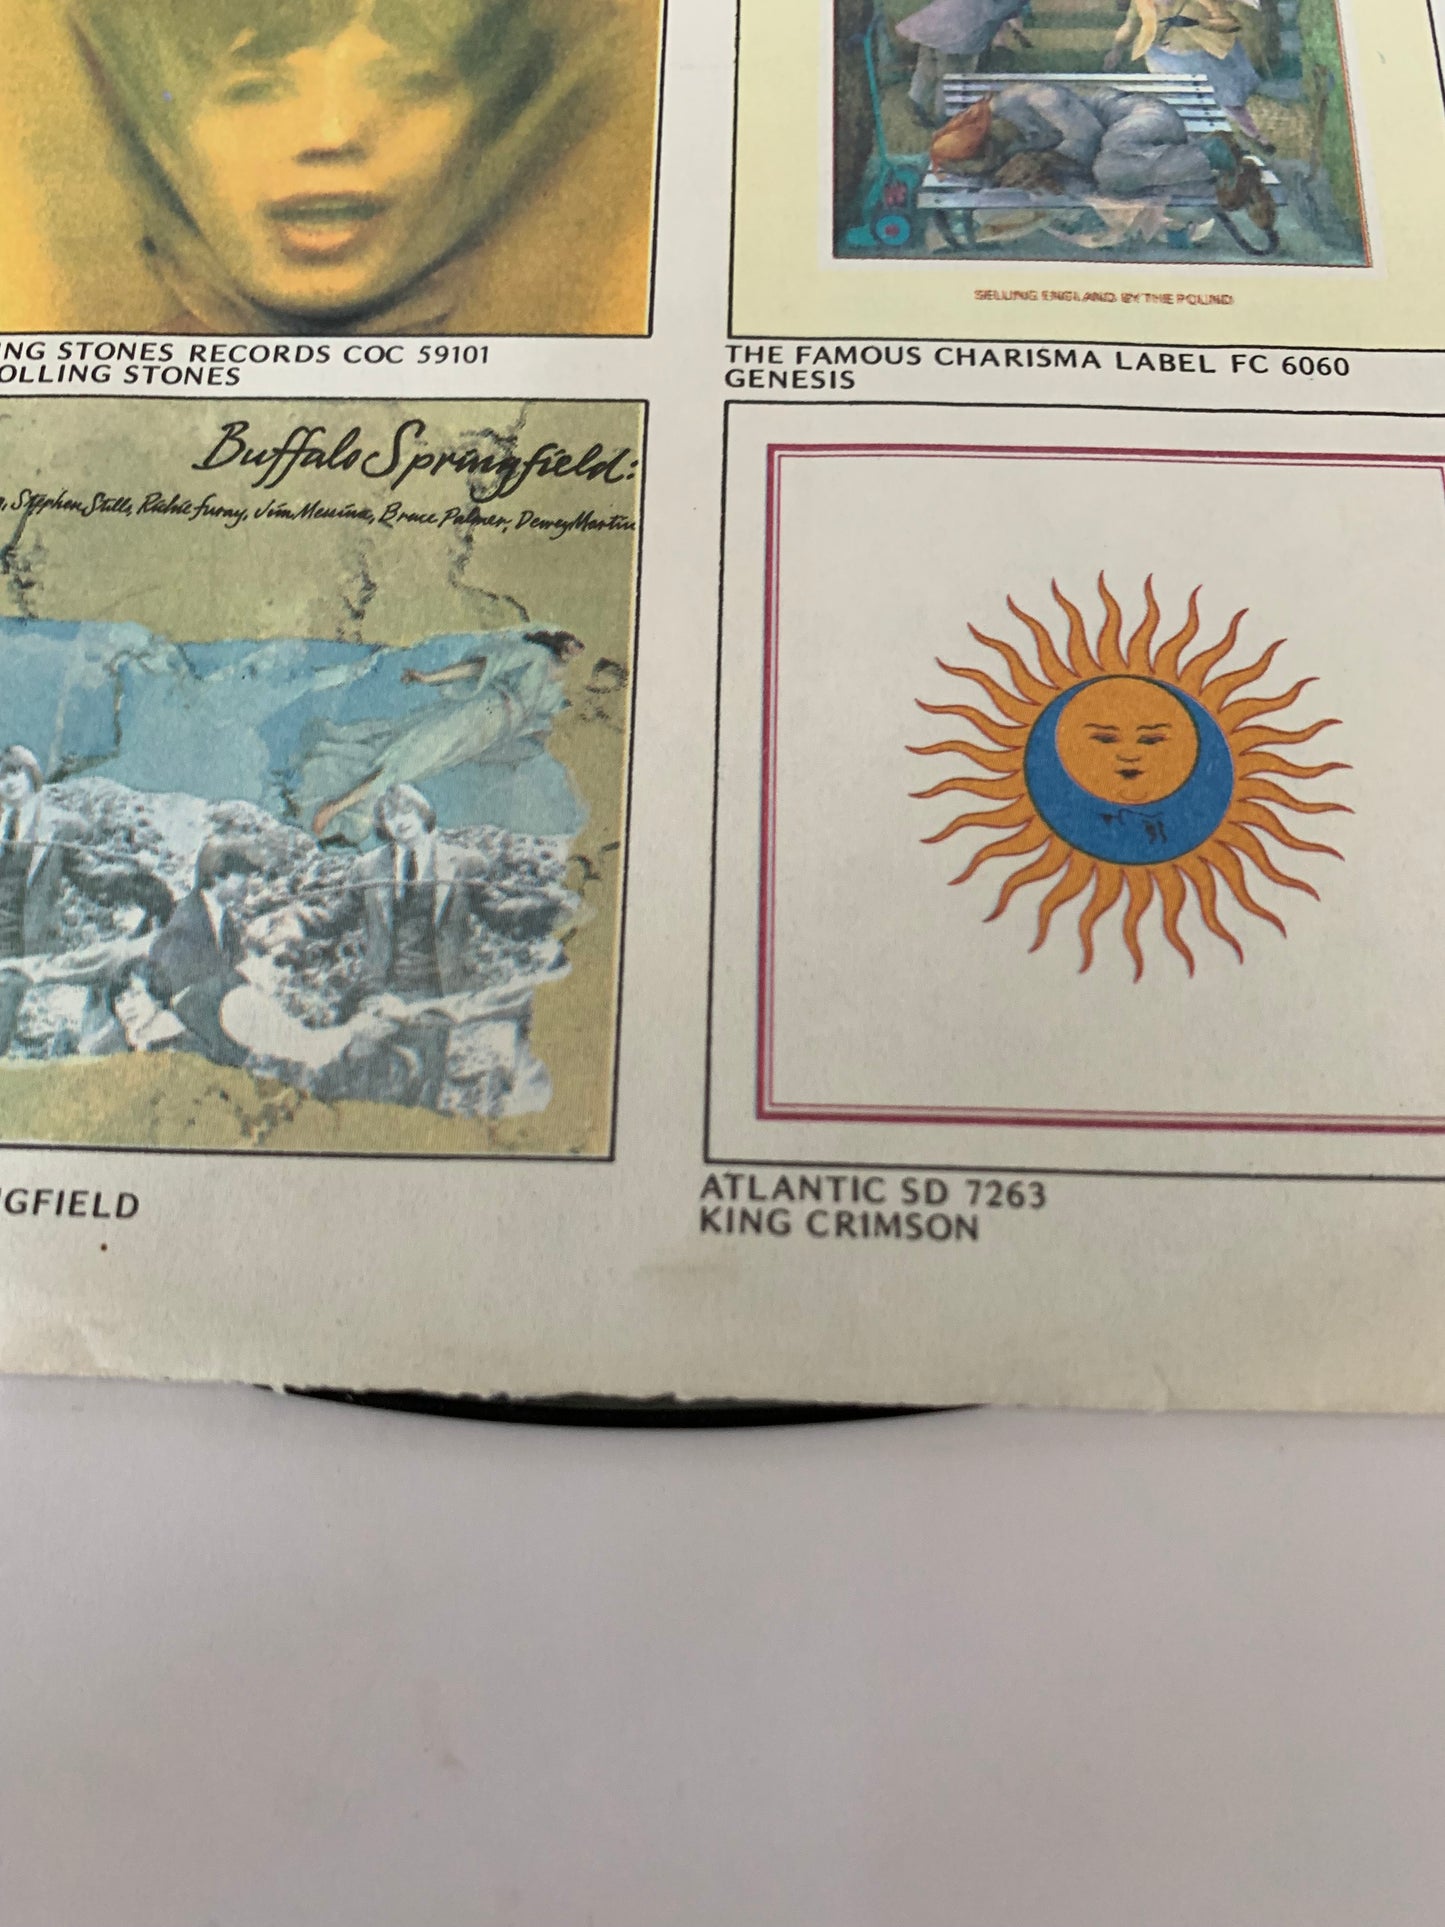 SELLING ENGLAND BY THE POUND
NG STONES RECORDS COC 59101
OLLING STONES
THE FAMOUS CHARISMA LABEL FC 6060
GENESIS
Buffalo Springfield:
Stephen Stills, Richie Furay, Jim Messina, Bruce Palmer, Dewey Martin
GFIELD
ATLANTIC SD 7263
KING CRIMSON